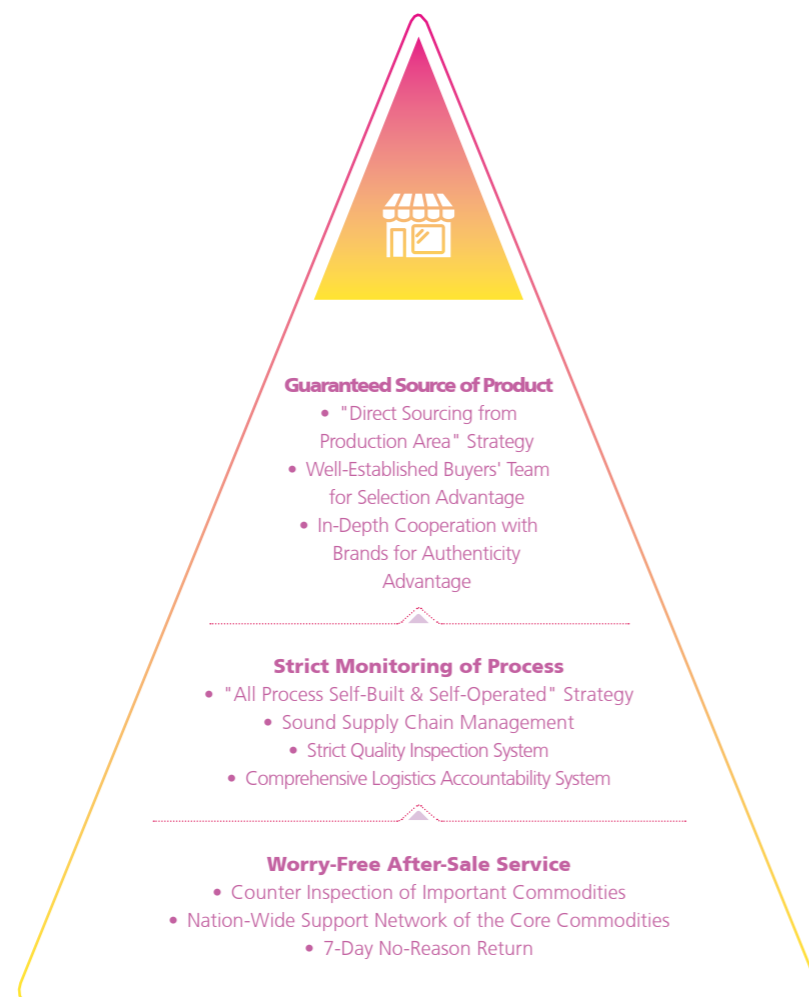 Guaranteed Source of Product
• "Direct Sourcing from
Production Area" Strategy
• Well-Established Buyers' Team
for Selection Advantage
• In-Depth Cooperation with
Brands for Authenticity
Advantage
Strict Monitoring of Process
• "All Process Self-Built & Self-Operated" Strategy
• Sound Supply Chain Management
• Strict Quality Inspection System
• Comprehensive Logistics Accountability System
Worry-Free After-Sale Service
• Counter Inspection of Important Commodities
• Nation-Wide Support Network of the Core Commodities
• 7-Day No-Reason Return